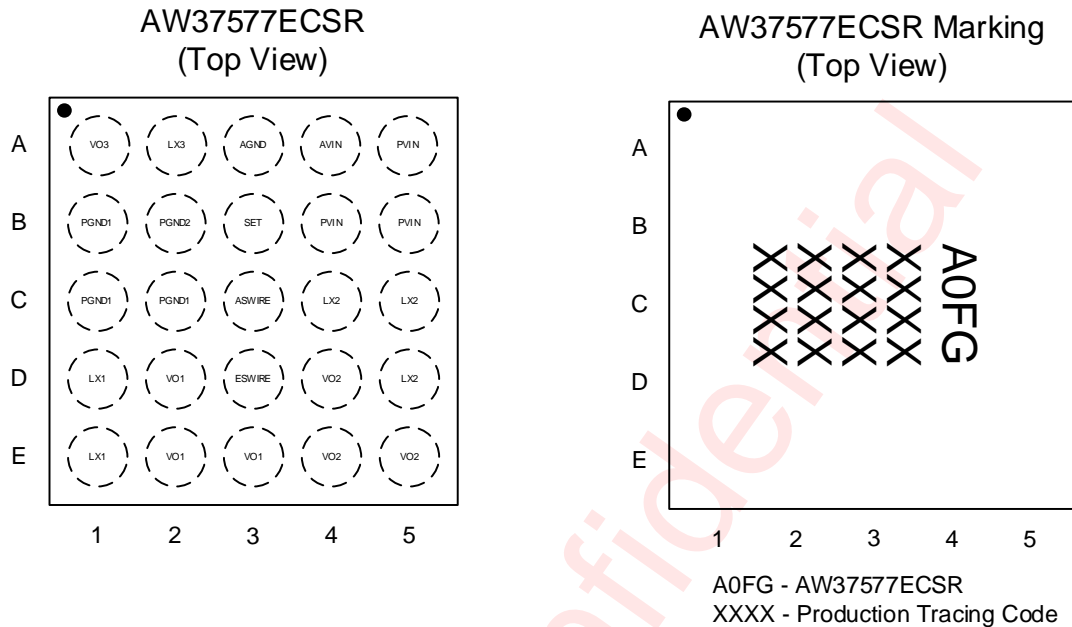 AW37577ECSR
(Top View)
A VO3 LX3 AGND AVIN PVIN
B PGND1 PGND2 SET PVIN PVIN
C PGND1 PGND1 ASWIRE LX2 LX2
D LX1 VO1 ESWIRE VO2 LX2
E LX1 VO1 VO1 VO2 VO2
1 2 3 4 5
AW37577ECSR Marking
(Top View)
A
B
C
D
E
A0FG
XXXX
XXXX
XXXX
XXXX
1 2 3 4 5
A0FG - AW37577ECSR
XXXX - Production Tracing Code